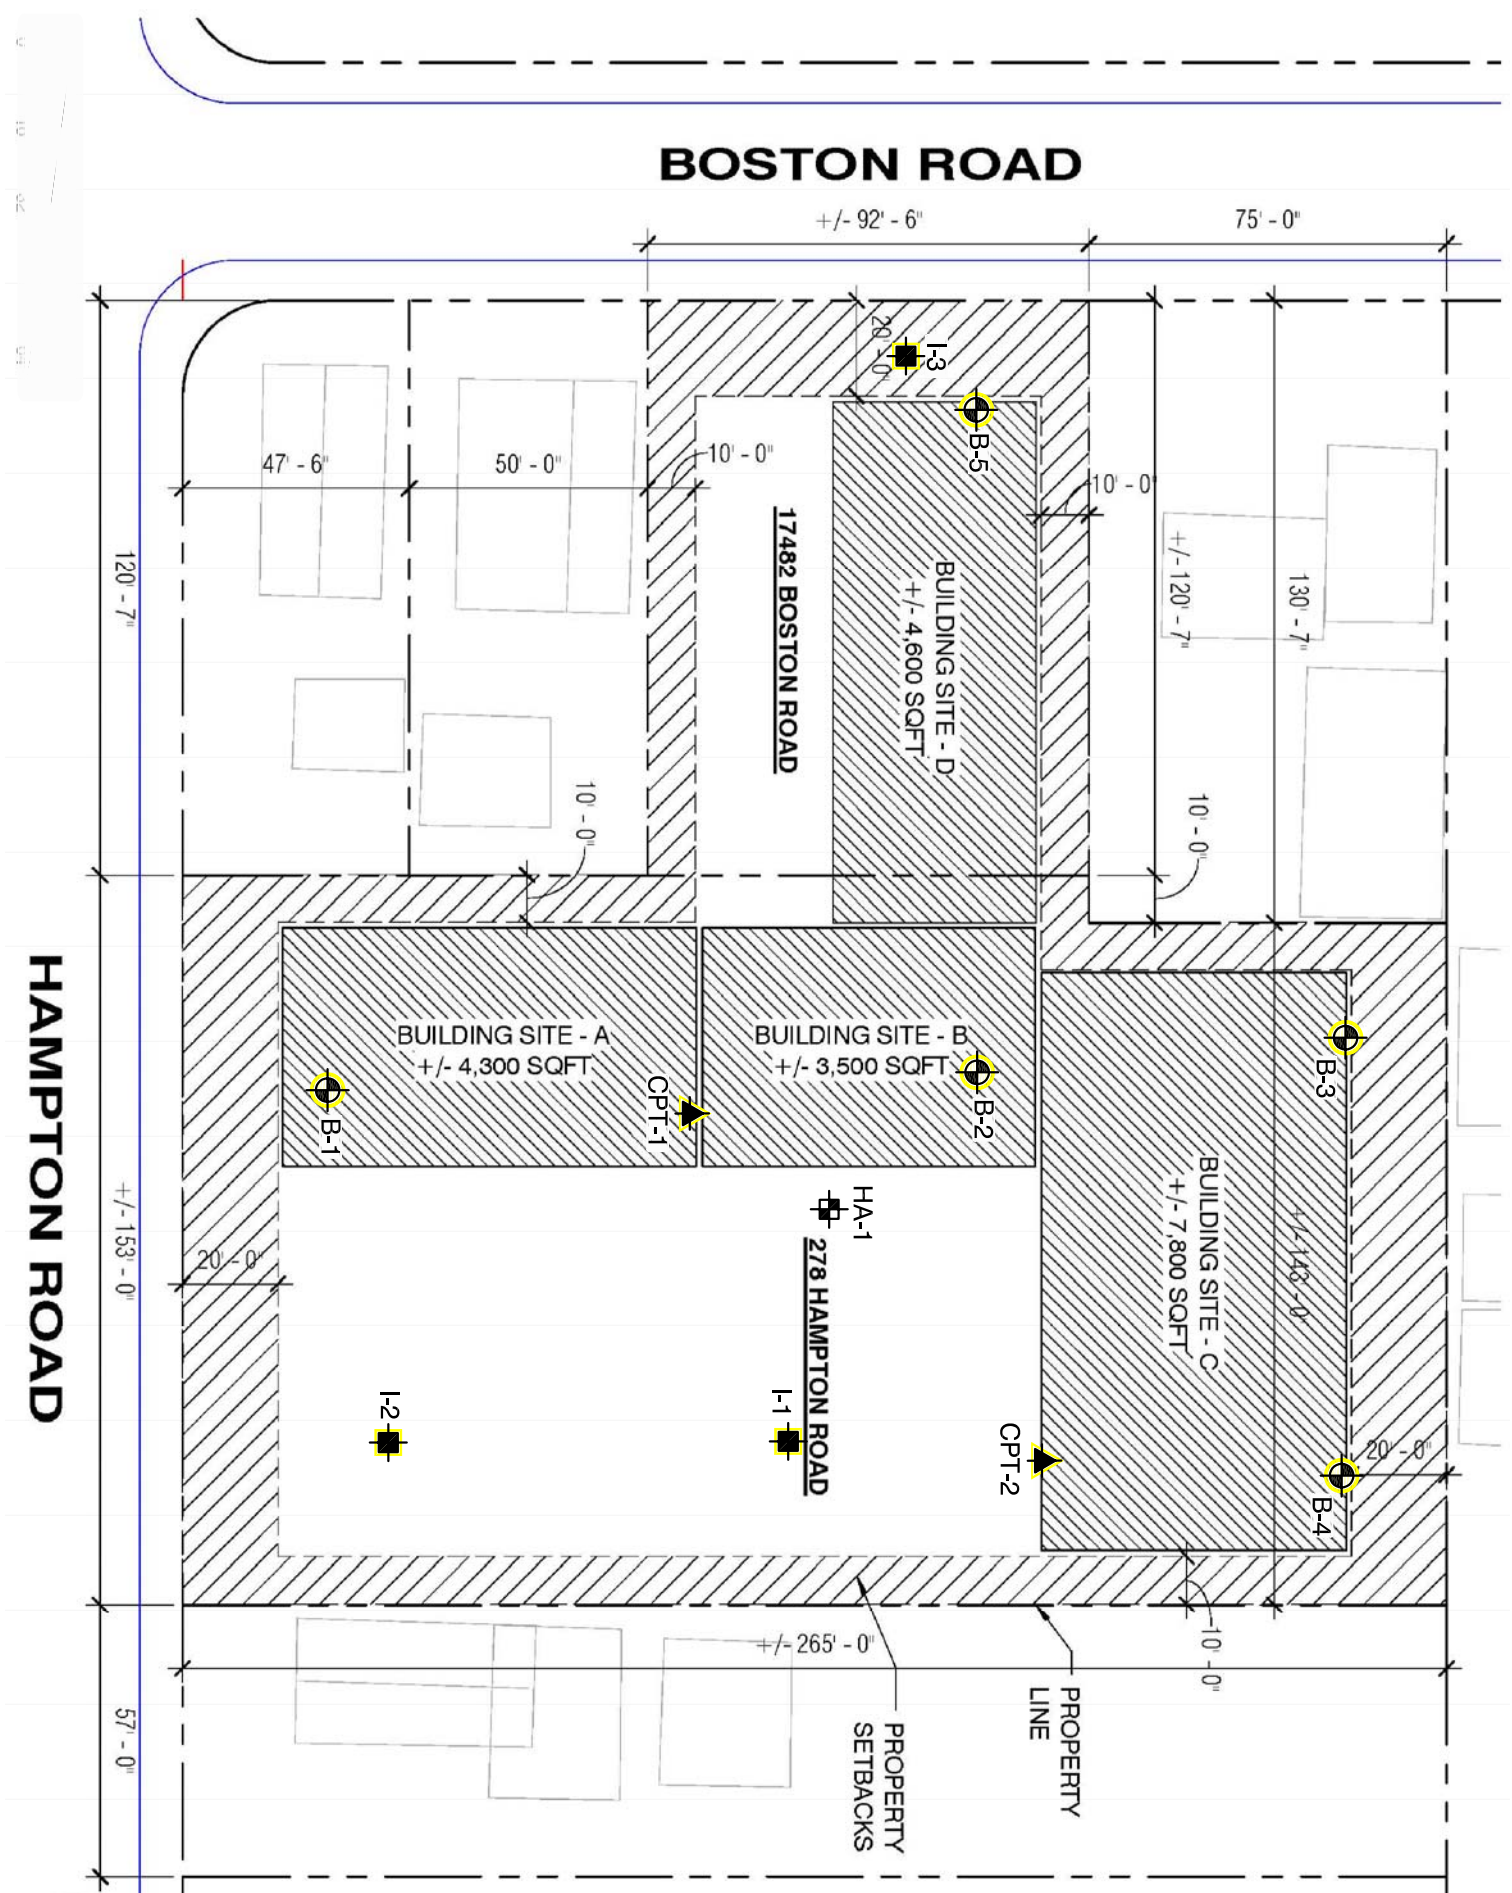 BOSTON ROAD
+/- 92' - 6"
75' - 0"
20' - 0"
I-3
B-5
47' - 6"
50' - 0"
10' - 0"
10' - 0"
17482 BOSTON ROAD
BUILDING SITE - D
+/- 4,600 SQFT
+/- 120' - 7"
130' - 7"
120' - 7"
10' - 0"
10' - 0"
HAMPTON ROAD
BUILDING SITE - A
+/- 4,300 SQFT
BUILDING SITE - B
+/- 3,500 SQFT
B-1
CPT-1
B-2
B-3
BUILDING SITE - C
+/- 7,800 SQFT
+/- 143' - 0"
HA-1
278 HAMPTON ROAD
+/- 153' - 0"
20' - 0"
I-2
I-1
CPT-2
20' - 0"
B-4
+/- 265' - 0"
10' - 0"
PROPERTY
LINE
PROPERTY
SETBACKS
57' - 0"